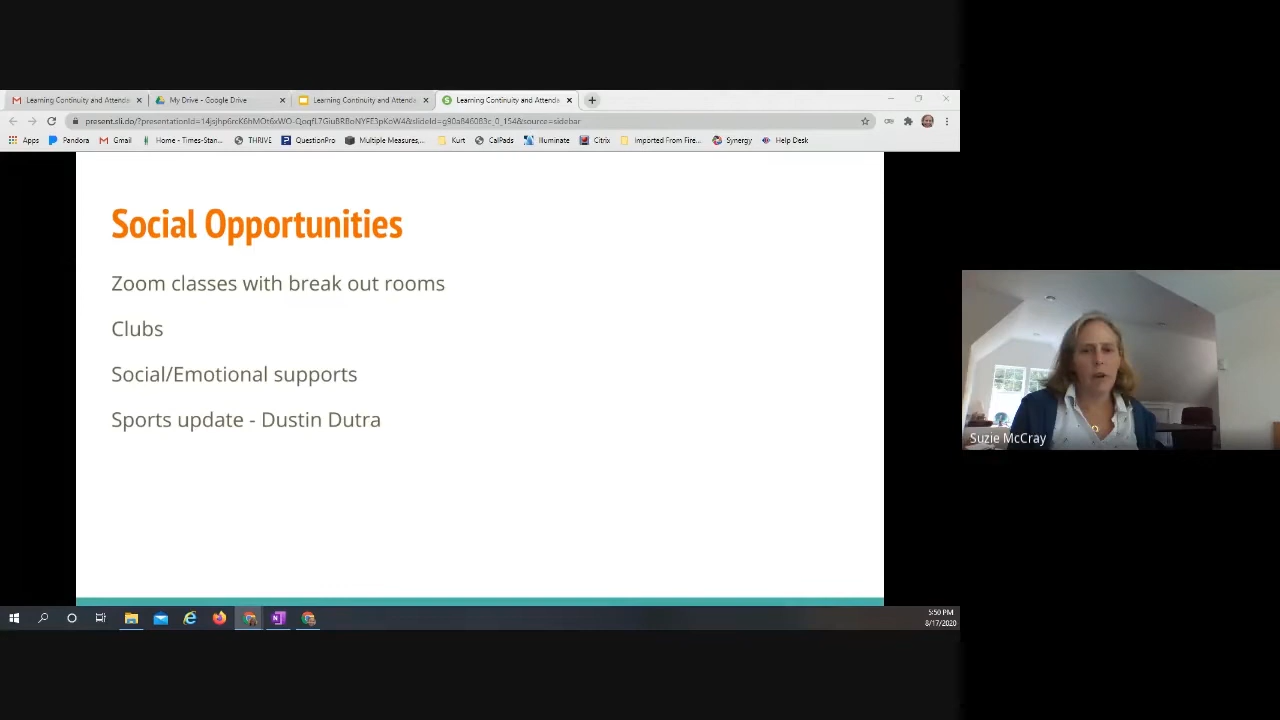 Learning Continuity and Attenda
My Drive - Google Drive
Learning Continuity and Attenda
Learning Continuity and Attenda
Apps
Pandora
Gmail
Home - Times-Stan...
THRIVE
QuestionPro
Multiple Measures,...
Kurt
CalPads
Illuminate
Citrix
Imported From Fire...
Synergy
Help Desk
Social Opportunities
Zoom classes with break out rooms
Clubs
Social/Emotional supports
Sports update - Dustin Dutra
Suzie McCray
5:50 PM
8/17/2020